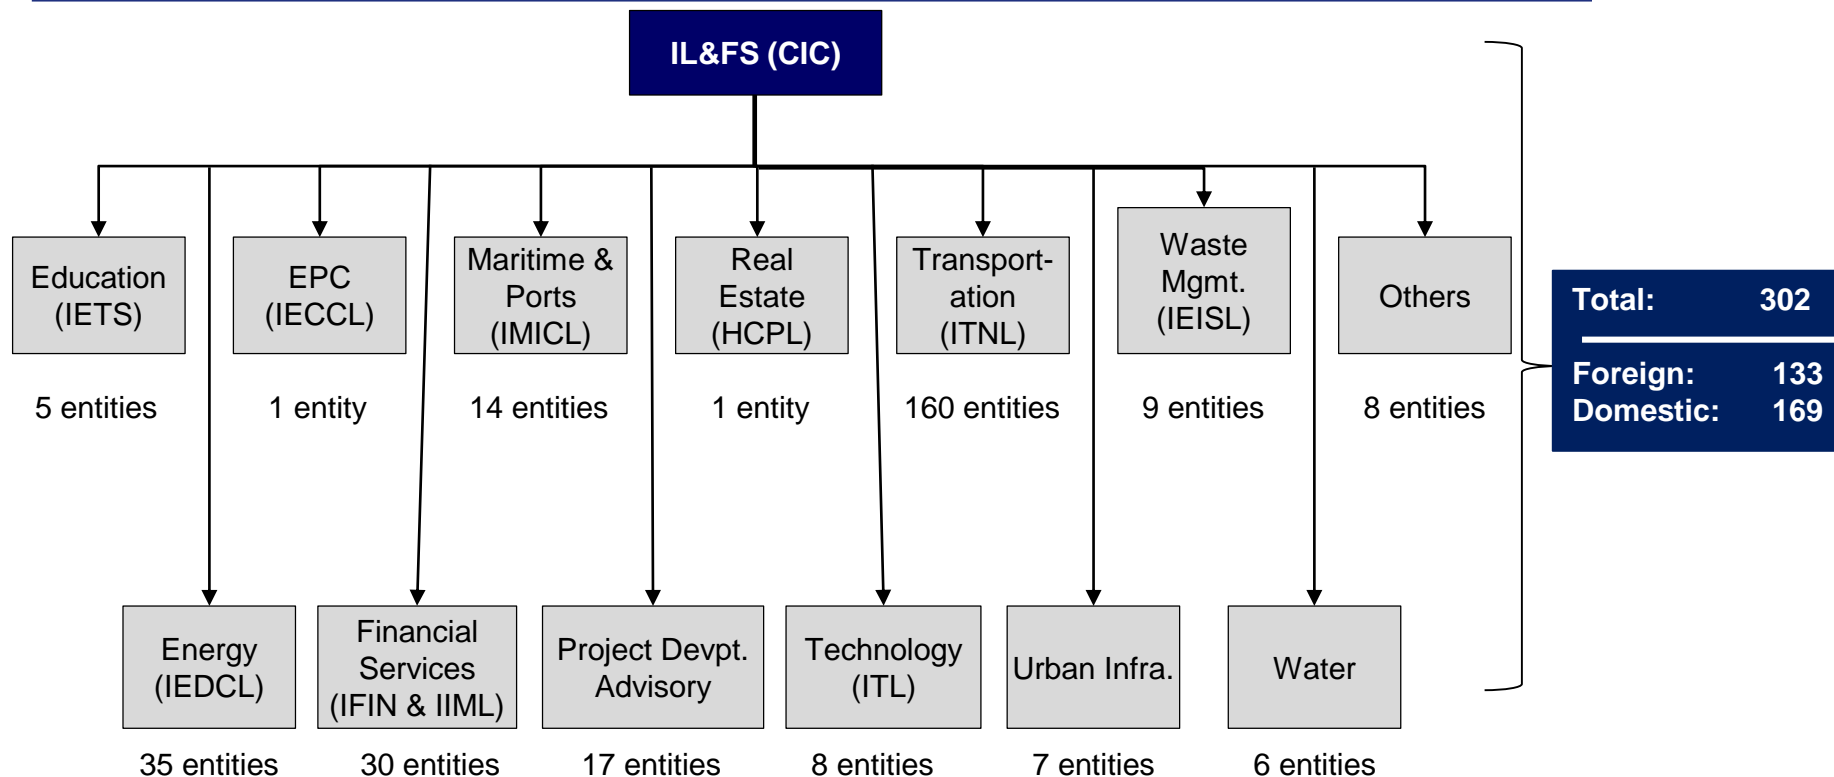 IL&FS (CIC)
Education
(IETS)
5 entities
EPC
(IECCL)
1 entity
Maritime &
Ports
(IMICL)
14 entities
Real
Estate
(HCPL)
1 entity
Transport-
ation
(ITNL)
160 entities
Waste
Mgmt.
(IEISL)
9 entities
Others
8 entities
Total: 302
Foreign: 133
Domestic: 169
Energy
(IEDCL)
35 entities
Financial
Services
(IFIN & IIML)
30 entities
Project Devpt.
Advisory
17 entities
Technology
(ITL)
8 entities
Urban Infra.
7 entities
Water
6 entities